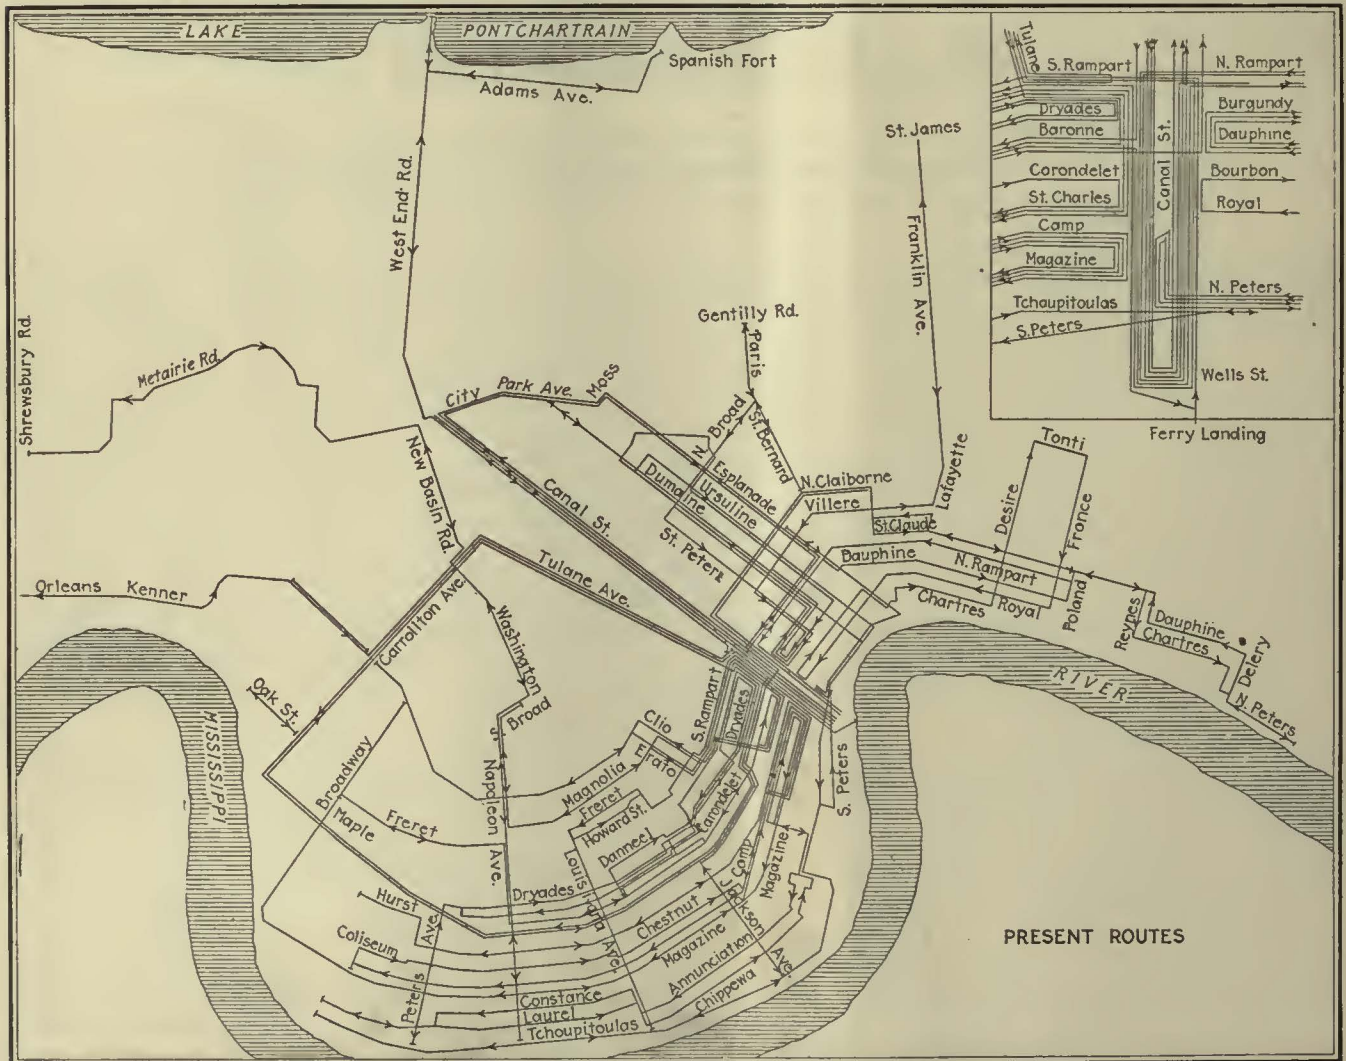 LAKE
PONTCHARTRAIN
Spanish Fort
Adams Ave.
St. James
West End Rd.
Franklin Ave.
Gentilly Rd.
Paris
Shrewsbury Rd.
Metairie Rd.
City
Park Ave.
Moss
N. Broad
St. Bernard
Lafayette
New Basin Rd.
Canal St.
Dumaine
Ursuline
Esplanade
N. Claiborne
Villere
St. Claude
Desire
Tonti
France
St. Peter
Tulane Ave.
Dauphine
N. Rampart
Chartres
Royal
Poland
Reynes
Dauphine
Chartres
Delery
N. Peters
Orleans Kenner
Carrollton Ave.
Washington
Broad
Oak St.
MISSISSIPPI
RIVER
Broadway
Maple
Freret
Napoleon Ave.
S. Rampart
Dryades
Clio
Erato
Magnolia
Freret
Howard St.
Danneel
Carondelet
Louisiana Ave.
S. Peters
Dryades
Hurst
Coliseum
Peters Ave.
Chestnut
Magazine
Camp
Magazine
Jackson Ave.
Annunciation
Chippewa
Constance
Laurel
Tchoupitoulas
PRESENT ROUTES
Tulane
S. Rampart
N. Rampart
Dryades
Burgundy
Baronne
Dauphine
Canal St.
Corondelet
Bourbon
St. Charles
Royal
Camp
Magazine
N. Peters
Tchaupitoulas
S. Peters
Wells St.
Ferry Landing